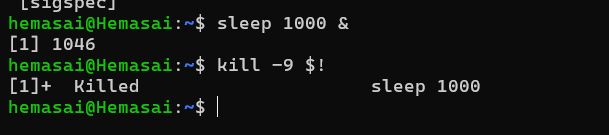 [sigspec]
hemasai@Hemasai:~$ sleep 1000 &
[1] 1046
hemasai@Hemasai:~$ kill -9 $!
[1]+  Killed                  sleep 1000
hemasai@Hemasai:~$